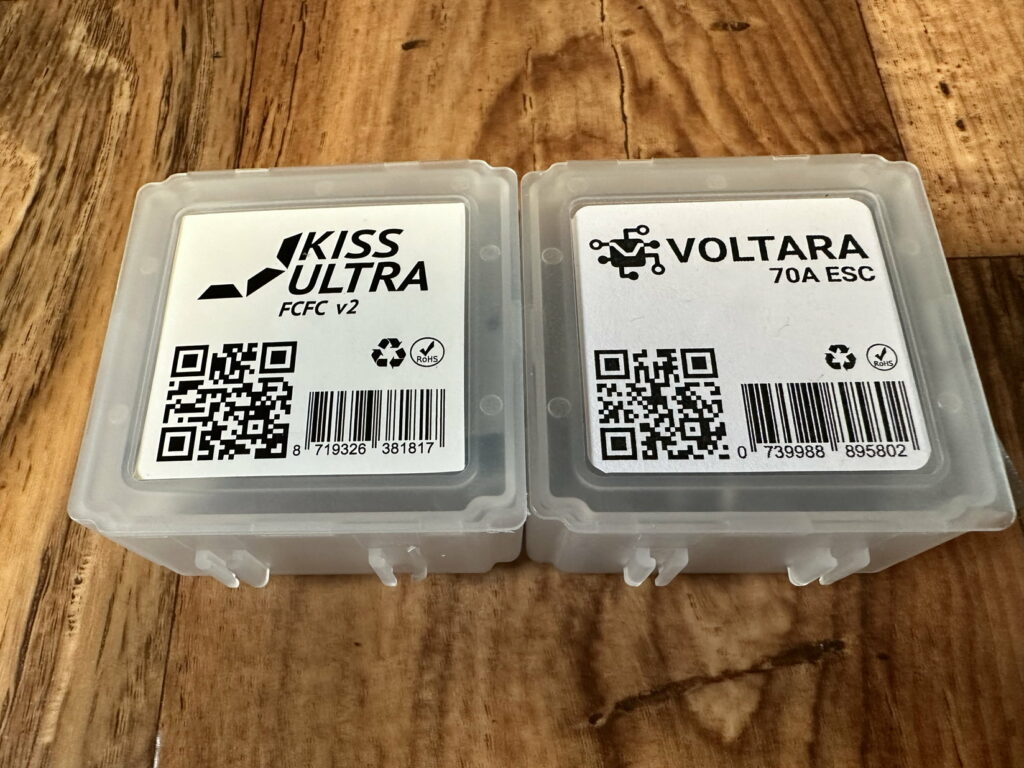 KISS
ULTRA
FCFC v2
RoHS
8 719326 381817
VOLTARA
70A ESC
RoHS
0 739988 895802